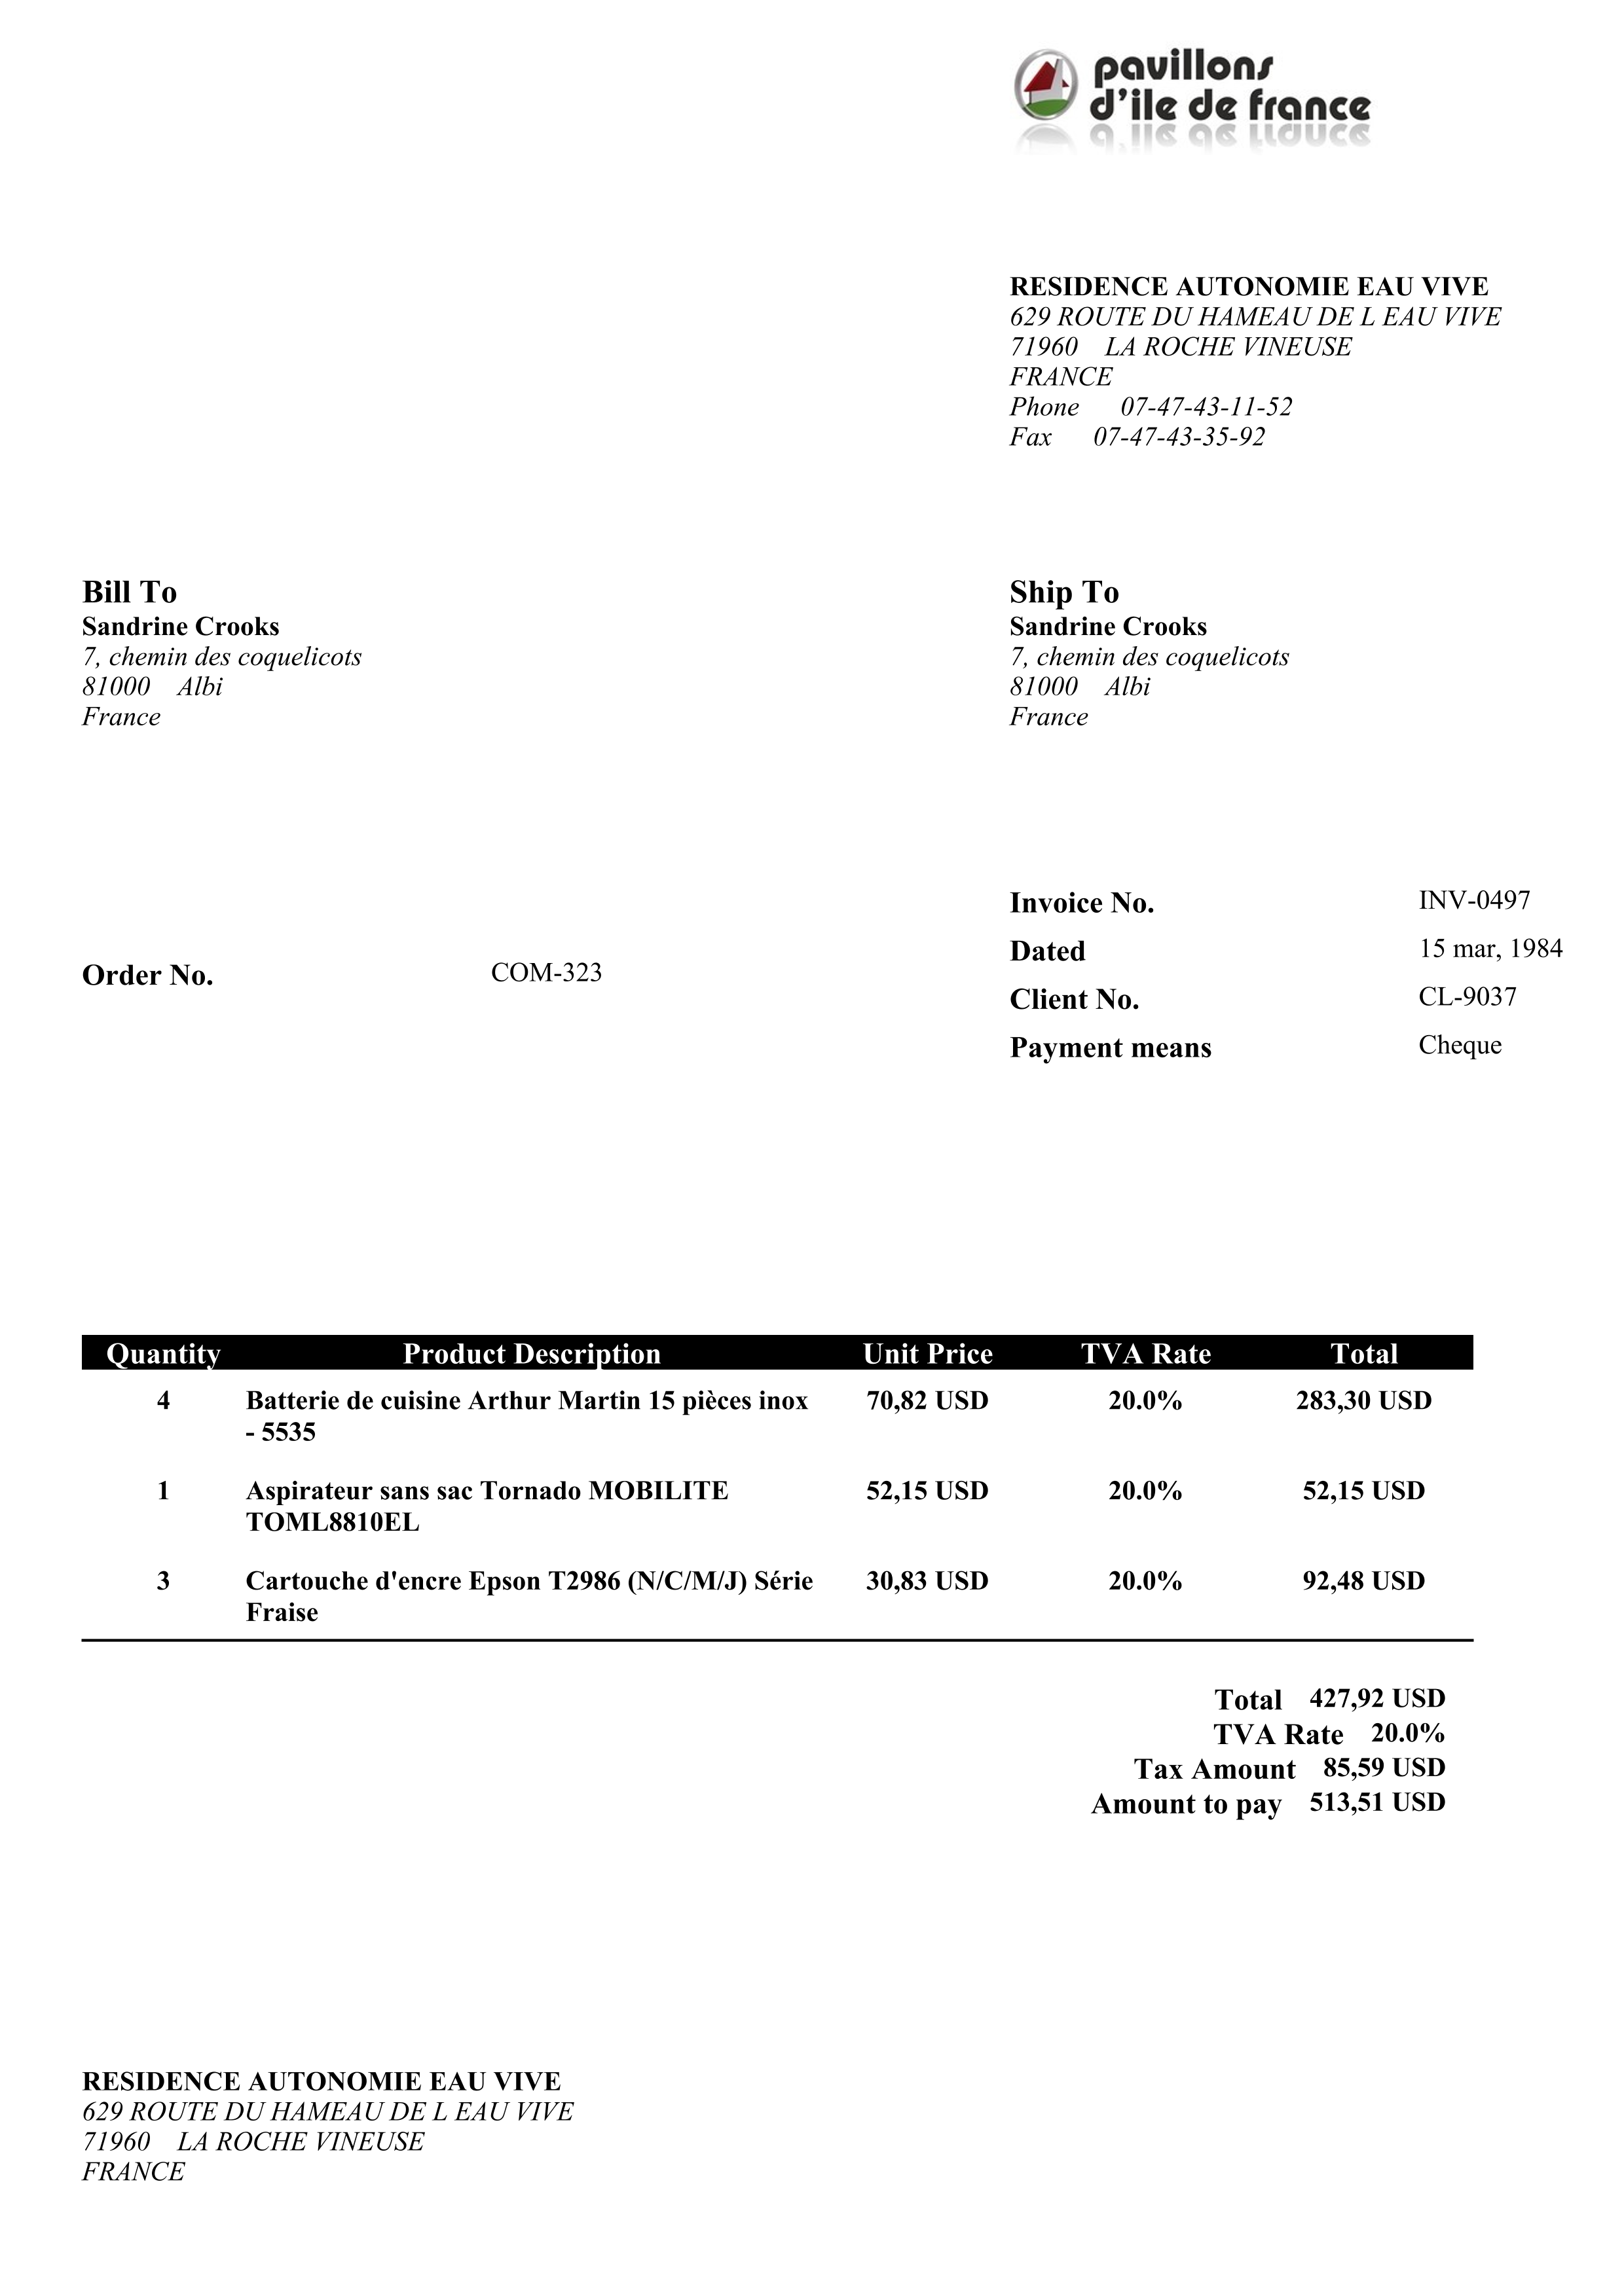 pavillons
d'ile de france
RESIDENCE AUTONOMIE EAU VIVE
629 ROUTE DU HAMEAU DE L EAU VIVE
71960 LA ROCHE VINEUSE
FRANCE
Phone 07-47-43-11-52
Fax 07-47-43-35-92
Bill To
Sandrine Crooks
7, chemin des coquelicots
81000 Albi
France
Ship To
Sandrine Crooks
7, chemin des coquelicots
81000 Albi
France
Order No. COM-323
Invoice No. INV-0497
Dated 15 mar, 1984
Client No. CL-9037
Payment means Cheque
Quantity Product Description Unit Price TVA Rate Total
4 Batterie de cuisine Arthur Martin 15 pièces inox 70,82 USD 20.0% 283,30 USD
- 5535
1 Aspirateur sans sac Tornado MOBILITE 52,15 USD 20.0% 52,15 USD
TOML8810EL
3 Cartouche d'encre Epson T2986 (N/C/M/J) Série 30,83 USD 20.0% 92,48 USD
Fraise
Total 427,92 USD
TVA Rate 20.0%
Tax Amount 85,59 USD
Amount to pay 513,51 USD
RESIDENCE AUTONOMIE EAU VIVE
629 ROUTE DU HAMEAU DE L EAU VIVE
71960 LA ROCHE VINEUSE
FRANCE